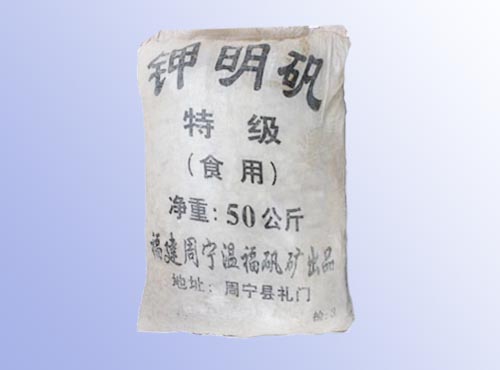 钾明矾
特级
(食用)
净重:50公斤
福建周宁温福矾矿出品
地址:周宁县礼门